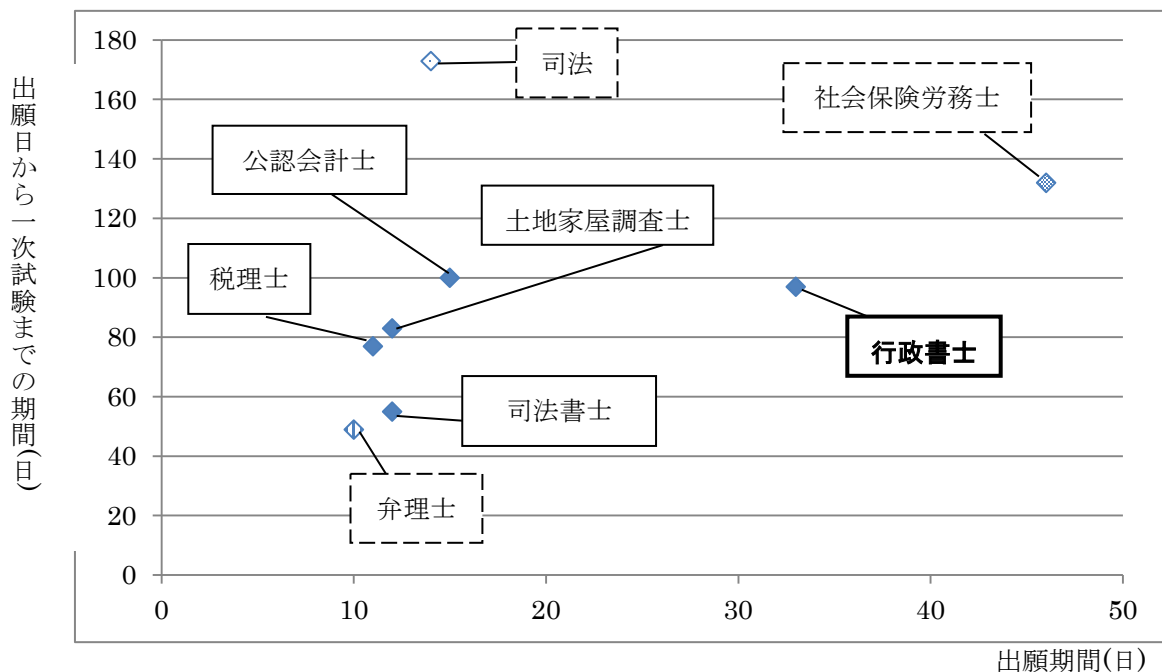 出願日から一次試験までの期間(日)
180
160
140
120
100
80
60
40
20
0
司法
社会保険労務士
公認会計士
土地家屋調査士
税理士
行政書士
司法書士
弁理士
0
10
20
30
40
50
出願期間(日)